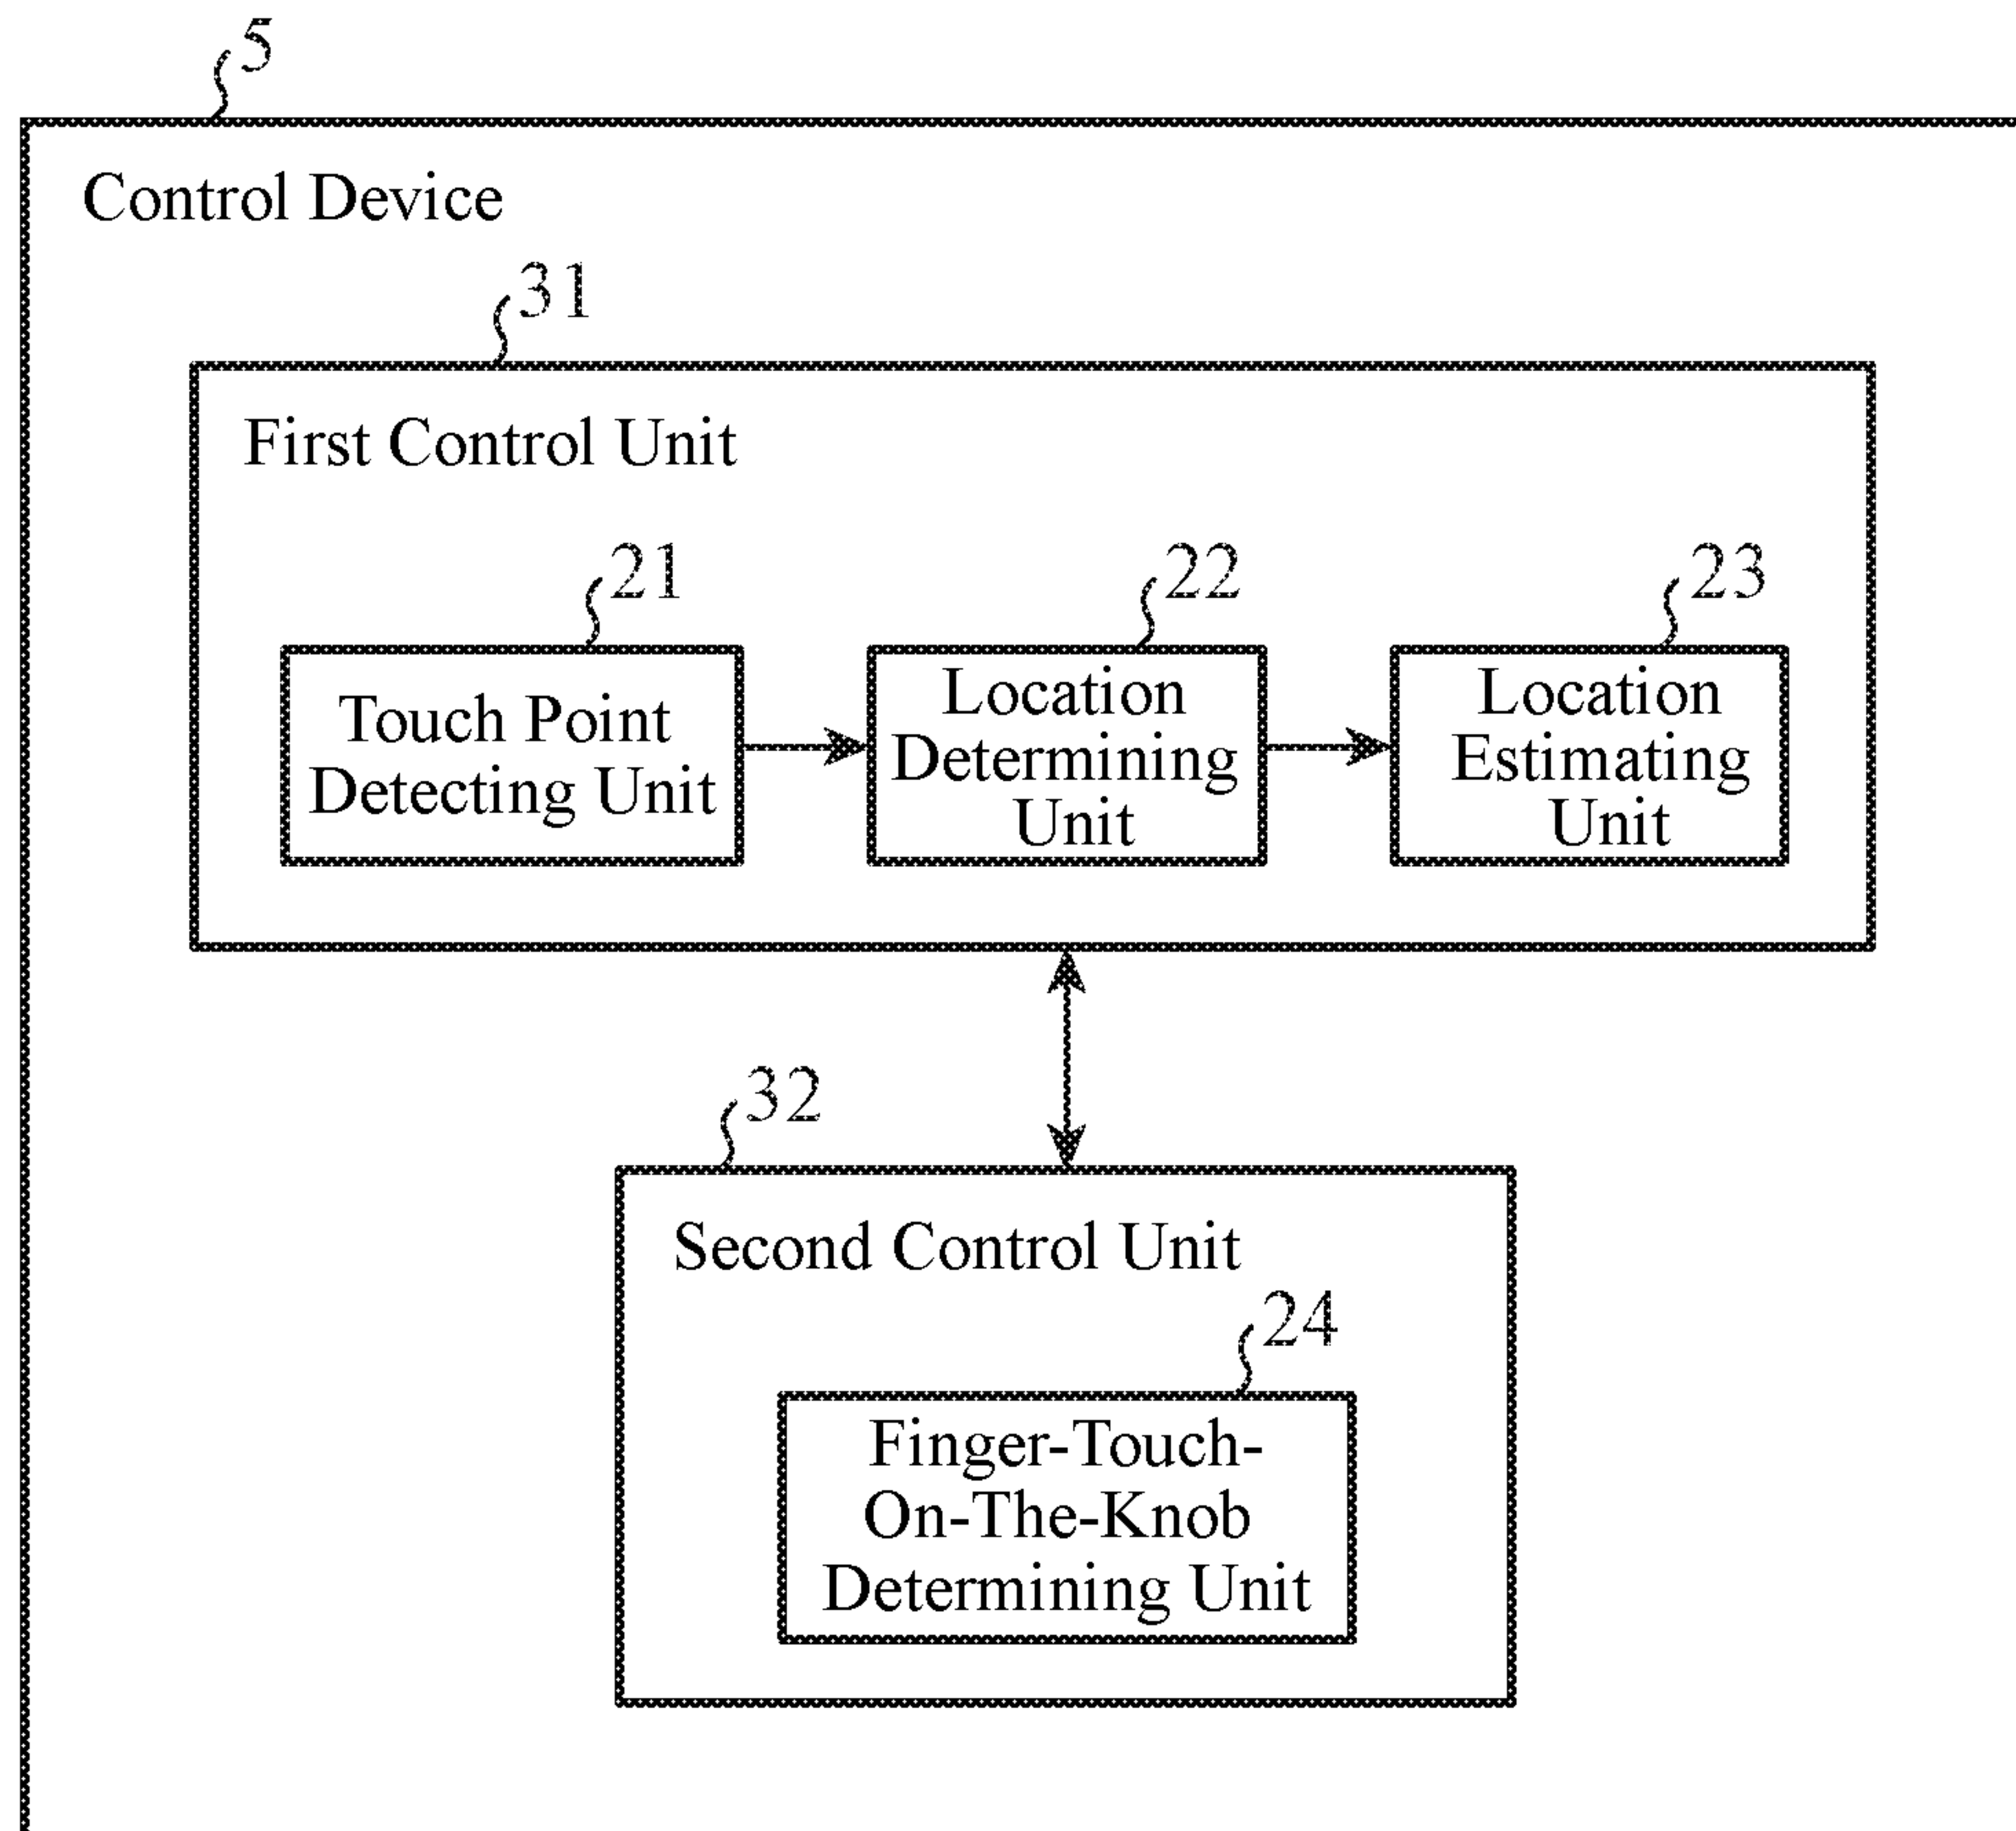 5
Control Device
31
First Control Unit
21
22
23
Touch Point
Detecting Unit
Location
Determining
Unit
Location
Estimating
Unit
32
Second Control Unit
24
Finger-Touch-
On-The-Knob
Determining Unit